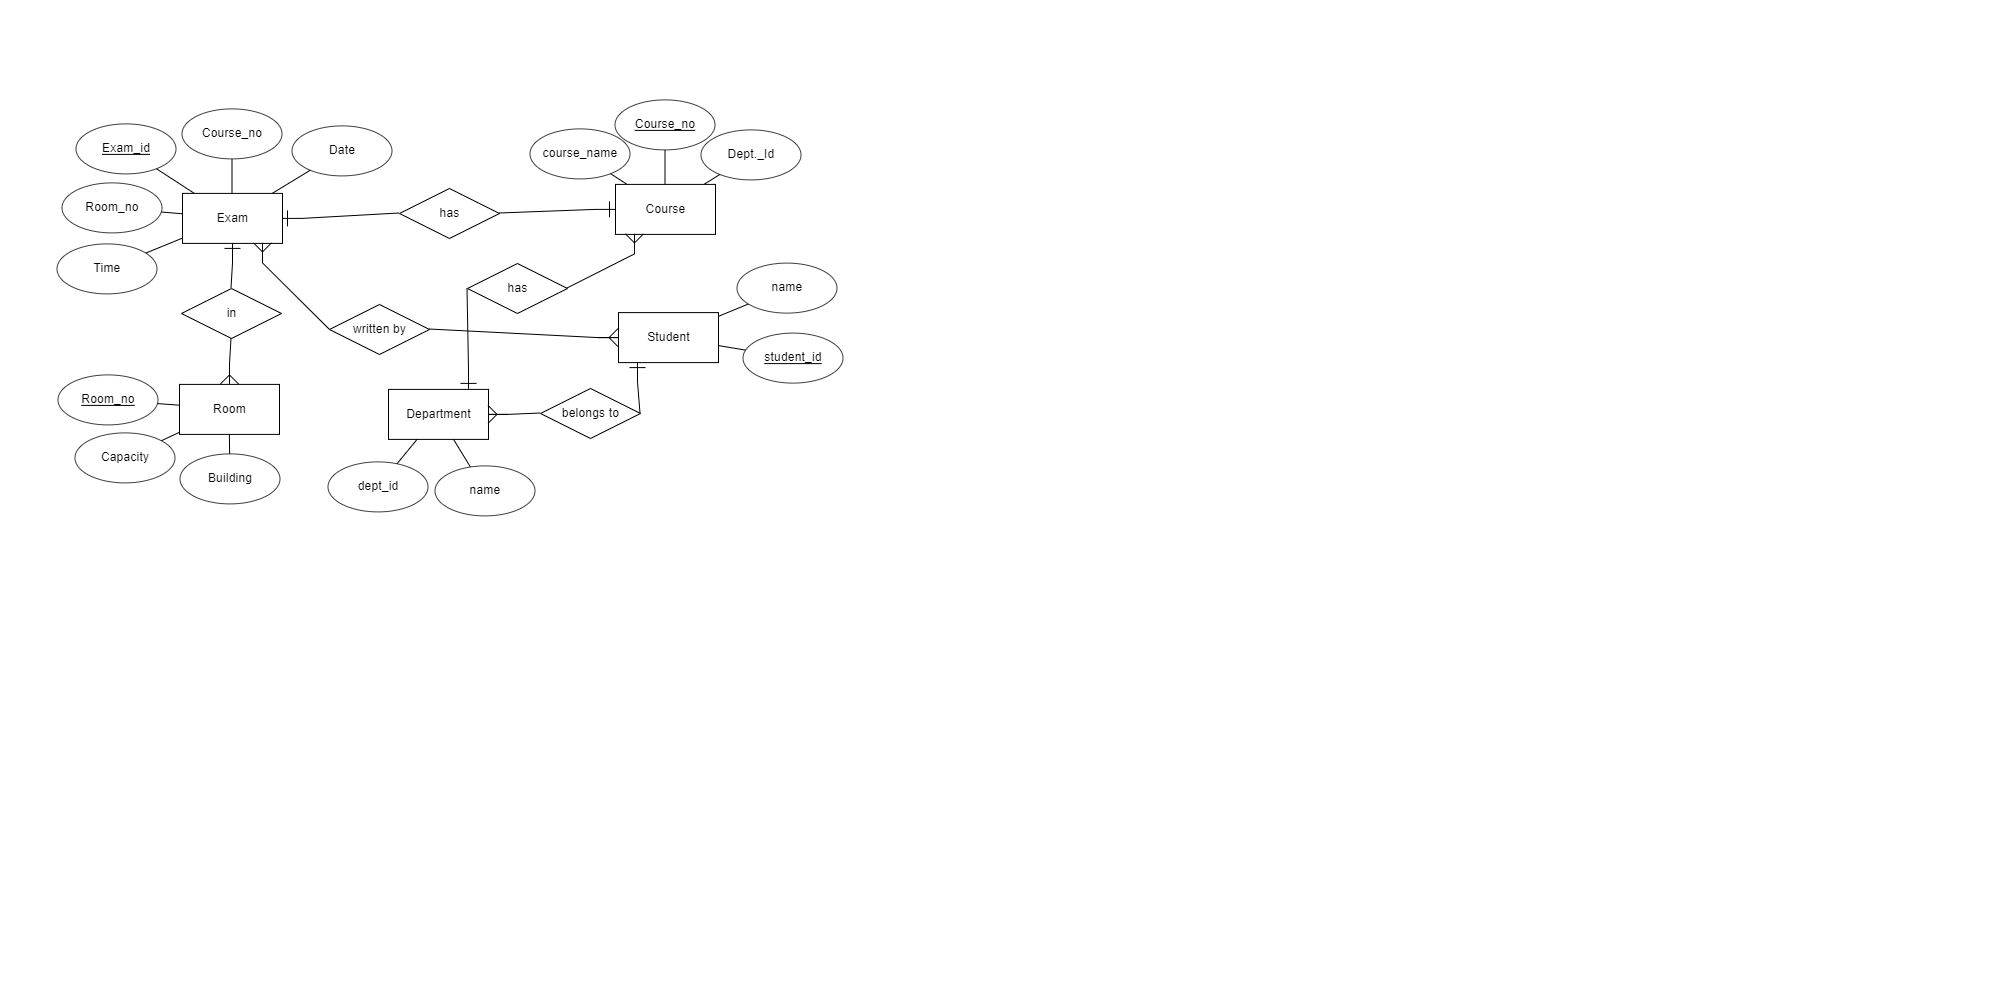 Course_no
Course_no
Exam_id
Date
course_name
Dept._Id
Room_no
Exam
has
Course
Time
has
name
in
written by
Student
student_id
Room_no
Room
Department
belongs to
Capacity
Building
dept_id
name